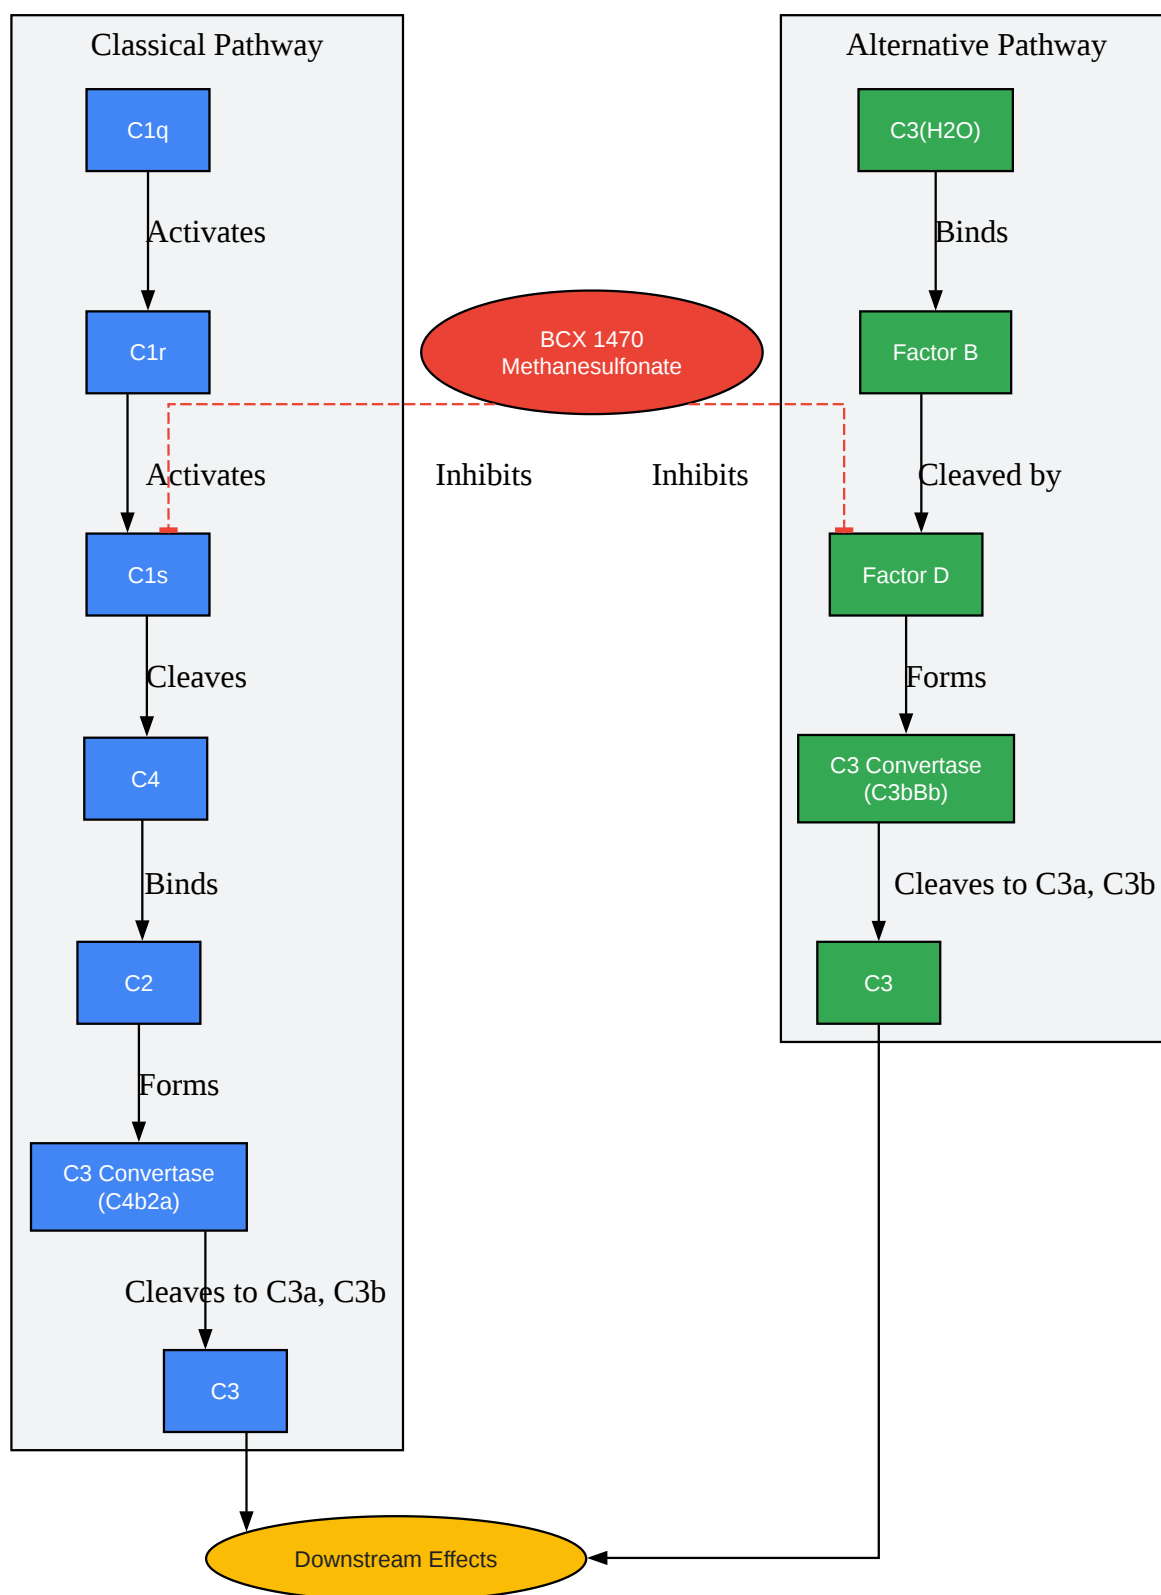 Classical Pathway
C1q
Activates
C1r
Activates
C1s
Cleaves
C4
Binds
C2
Forms
C3 Convertase
(C4b2a)
Cleaves to C3a, C3b
C3
BCX 1470
Methanesulfonate
Inhibits
Inhibits
Alternative Pathway
C3(H2O)
Binds
Factor B
Cleaved by
Factor D
Forms
C3 Convertase
(C3bBb)
Cleaves to C3a, C3b
C3
Downstream Effects